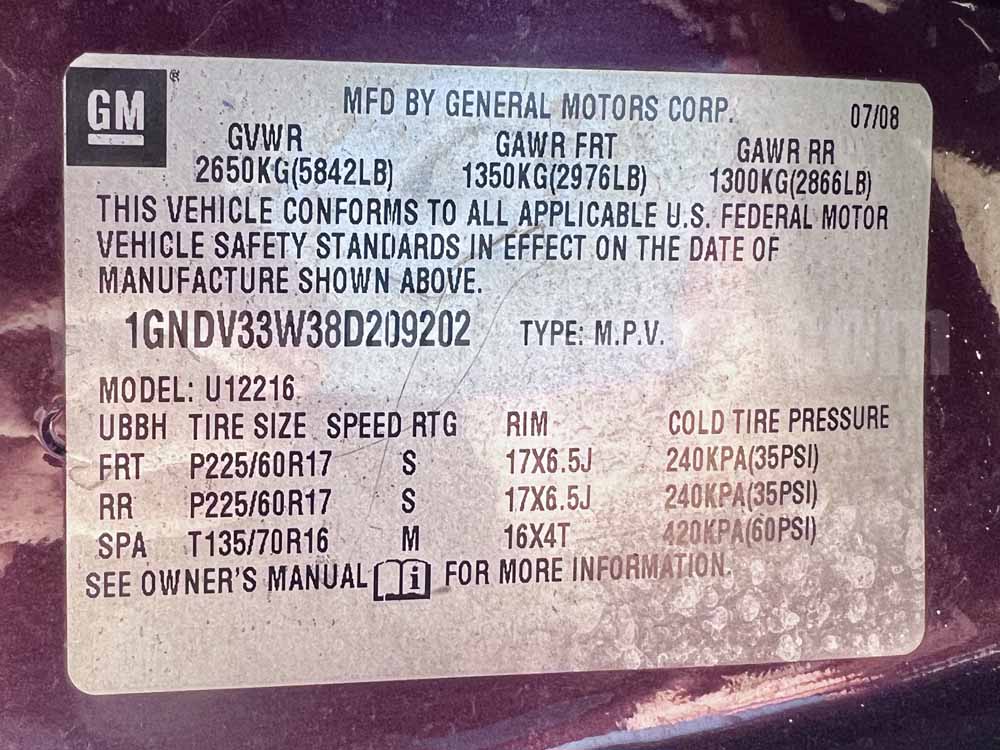 GM ®
MFD BY GENERAL MOTORS CORP. 07/08
GVWR GAWR FRT GAWR RR
2650KG(5842LB) 1350KG(2976LB) 1300KG(2866LB)
THIS VEHICLE CONFORMS TO ALL APPLICABLE U.S. FEDERAL MOTOR
VEHICLE SAFETY STANDARDS IN EFFECT ON THE DATE OF
MANUFACTURE SHOWN ABOVE.
1GNDV33W38D209202 TYPE: M.P.V.
MODEL: U12216
UBBH TIRE SIZE SPEED RTG RIM COLD TIRE PRESSURE
FRT P225/60R17 S 17X6.5J 240KPA(35PSI)
RR P225/60R17 S 17X6.5J 240KPA(35PSI)
SPA T135/70R16 M 16X4T 420KPA(60PSI)
SEE OWNER'S MANUAL i FOR MORE INFORMATION.